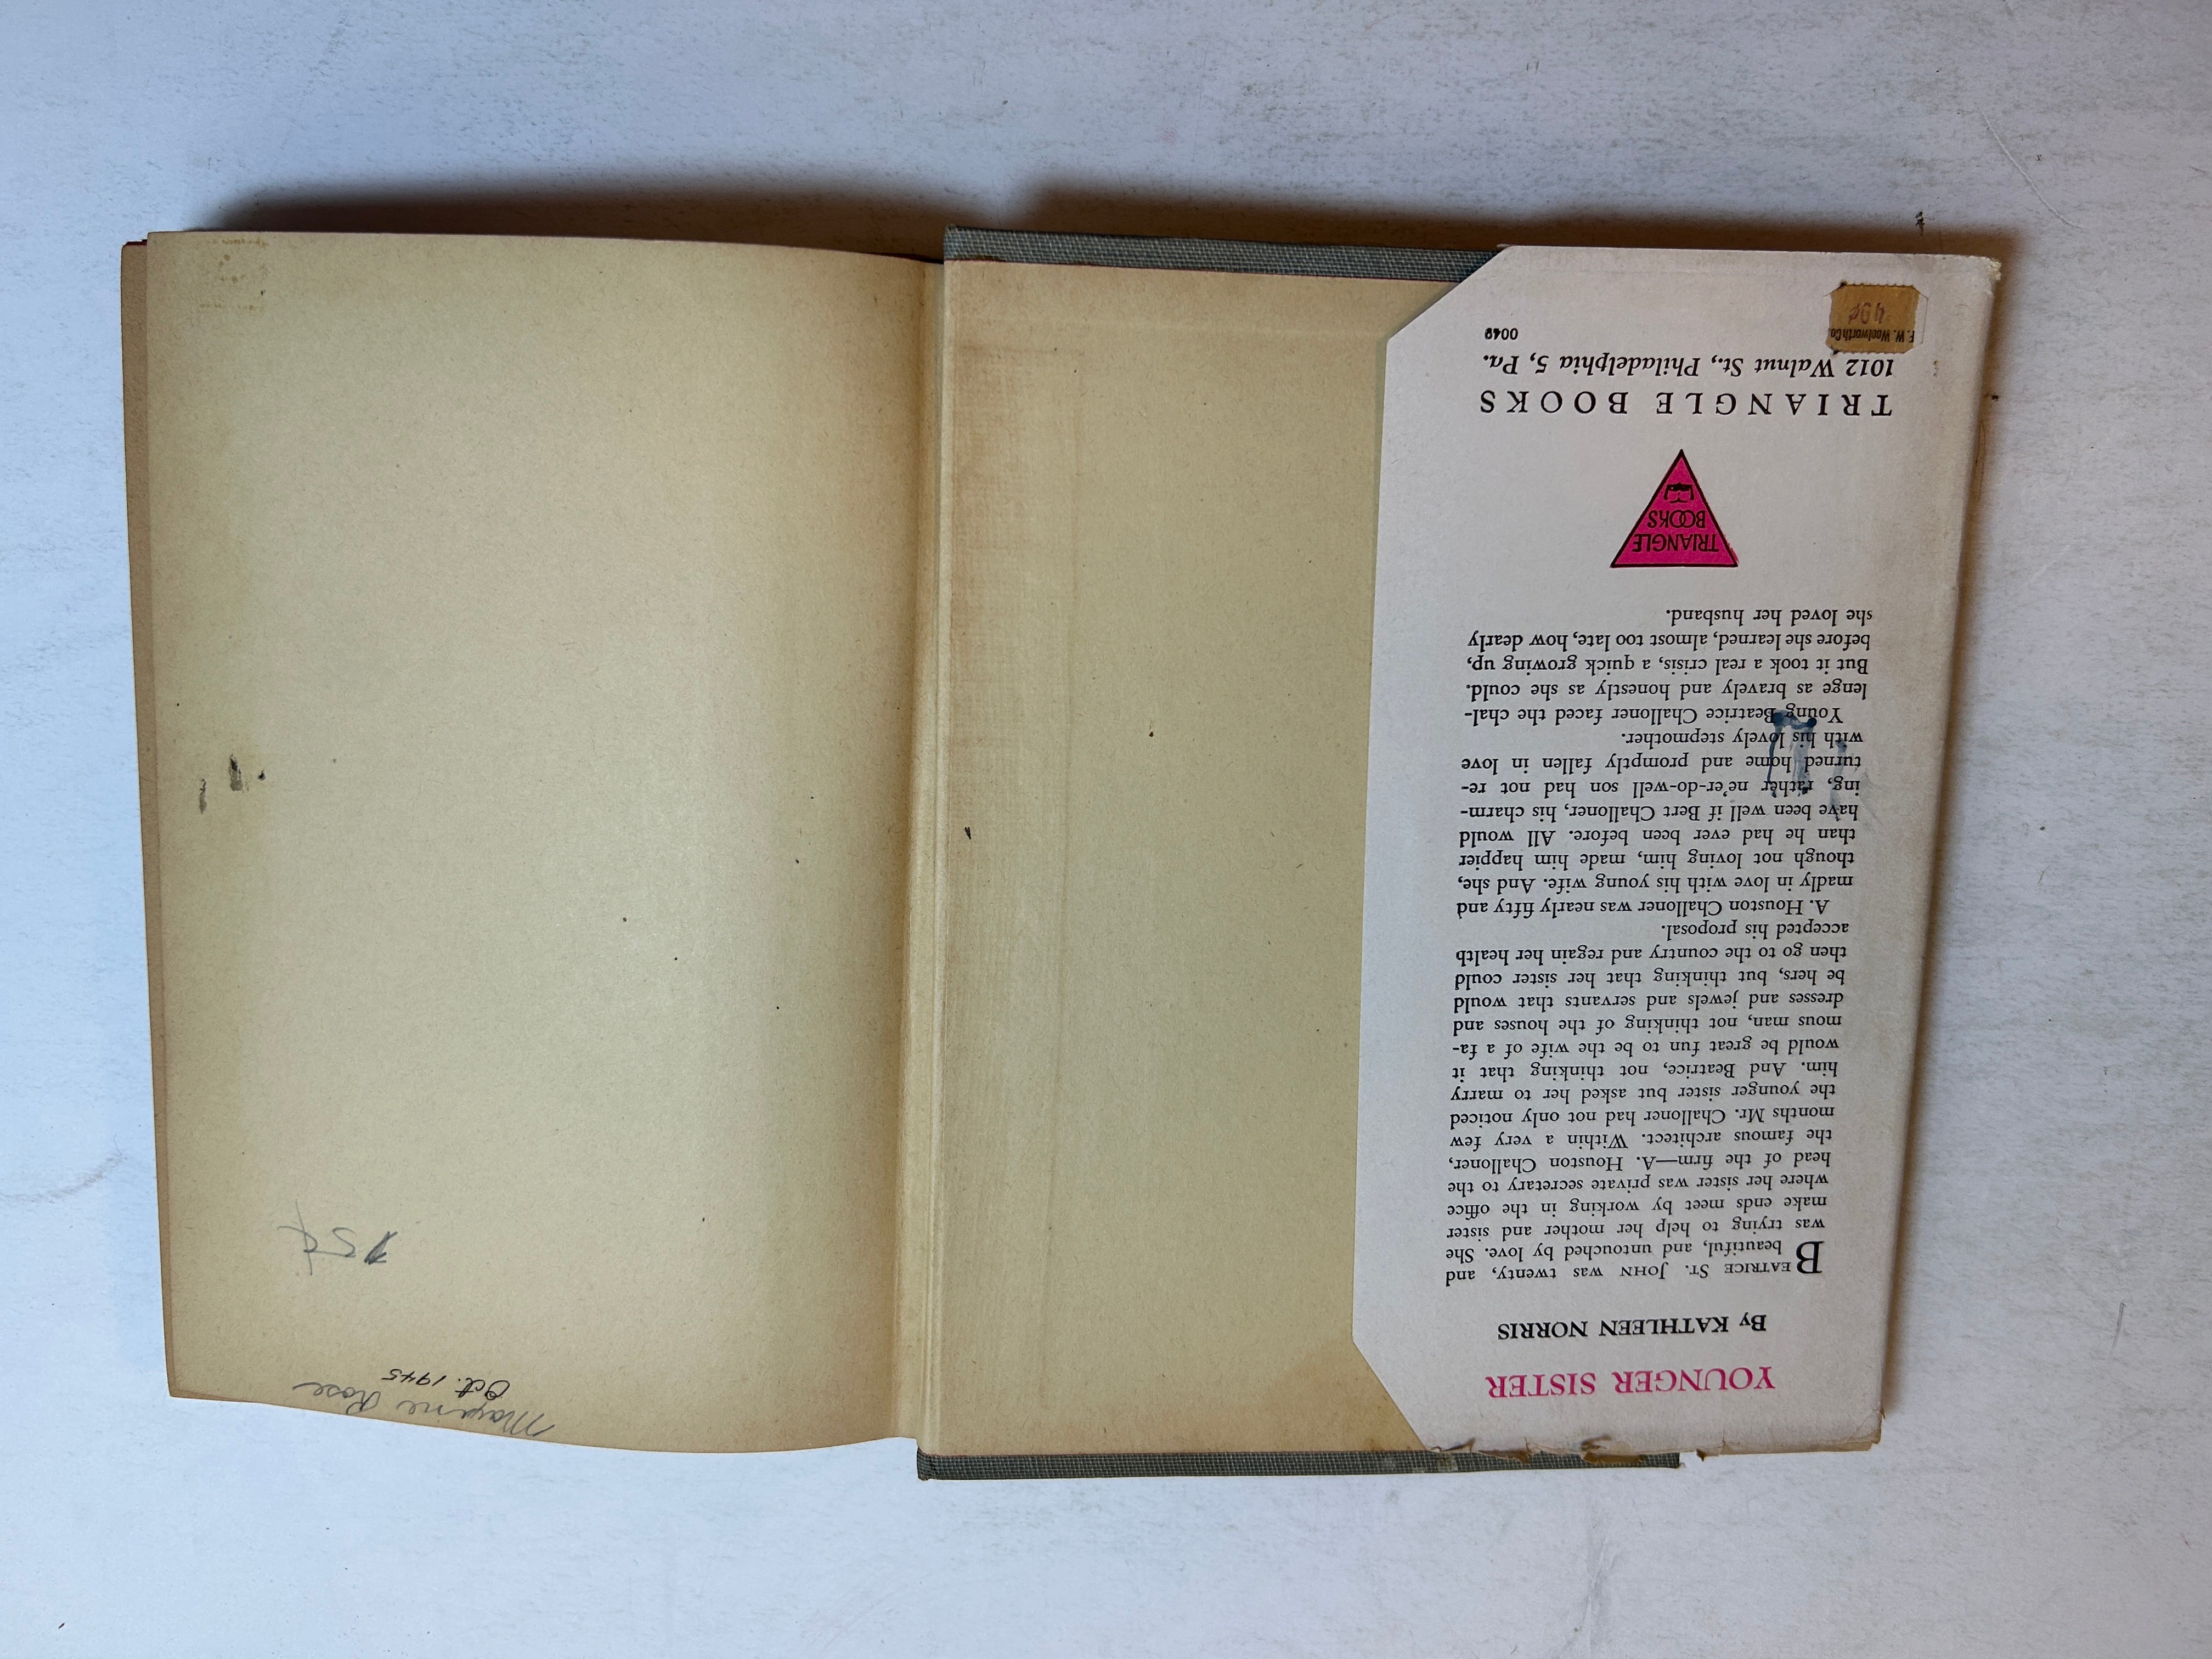 YOUNGER SISTER
By KATHLEEN NORRIS
BEATRICE ST. JOHN was twenty, and
beautiful, and untouched by love. She
was trying to help her mother and sister
make ends meet by working in the office
where her sister was private secretary to the
head of the firm—A. Houston Challoner,
the famous architect. Within a very few
months Mr. Challoner had not only noticed
the younger sister but asked her to marry
him. And Beatrice, not thinking that it
would be great fun to be the wife of a fa-
mous man, not thinking of the houses and
dresses and jewels and servants that would
be hers, but thinking that her sister could
then go to the country and regain her health
accepted his proposal.
A. Houston Challoner was nearly fifty and
madly in love with his young wife. And she,
though not loving him, made him happier
than he had ever been before. All would
have been well if Bert Challoner, his charm-
ing, rather ne'er-do-well son had not re-
turned home and promptly fallen in love
with his lovely stepmother.
Young Beatrice Challoner faced the chal-
lenge as bravely and honestly as she could.
But it took a real crisis, a quick growing up,
before she learned, almost too late, how dearly
she loved her husband.
TRIANGLE
BOOKS
TRIANGLE BOOKS
1012 Walnut St., Philadelphia 5, Pa.
F. W. Woolworth Co.
49¢
0049
Mayme Rose
Oct. 1945
15¢